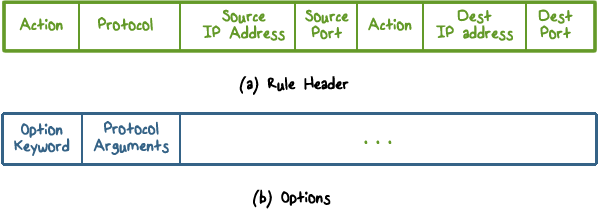 Action Protocol Source IP Address Source Port Action Dest IP address Dest Port
(a) Rule Header
Option Keyword Protocol Arguments ...
(b) Options